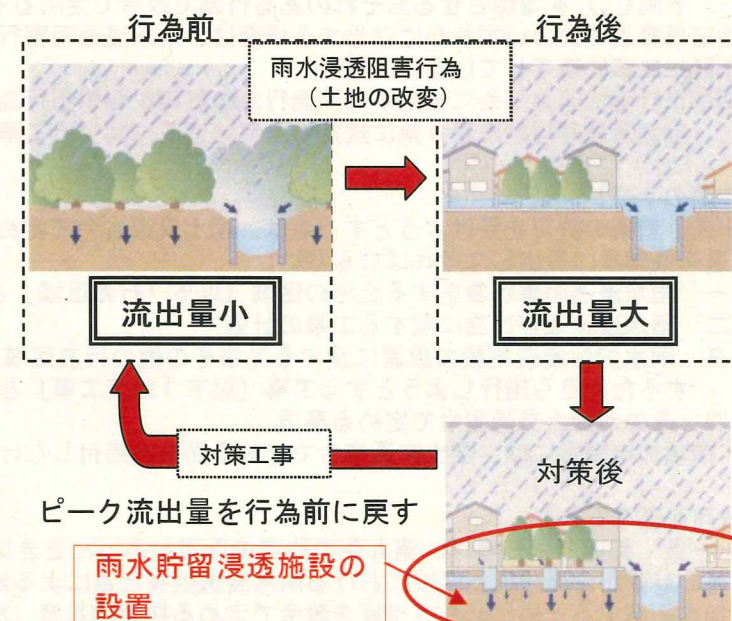 行為前
行為後
雨水浸透阻害行為
（土地の改変）
流出量小
流出量大
対策工事
対策後
ピーク流出量を行為前に戻す
雨水貯留浸透施設の
設置